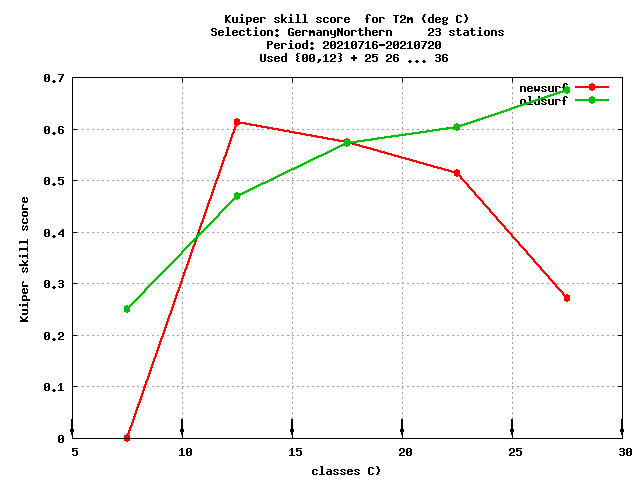 Kuiper skill score  for T2m (deg C)
Selection: GermanyNorthern     23 stations
Period: 20210716-20210720
Used {00,12} + 25 26 ... 36
newsurf
oldsurf
Kuiper skill score
0.7
0.6
0.5
0.4
0.3
0.2
0.1
0
5 10 15 20 25 30
classes C)